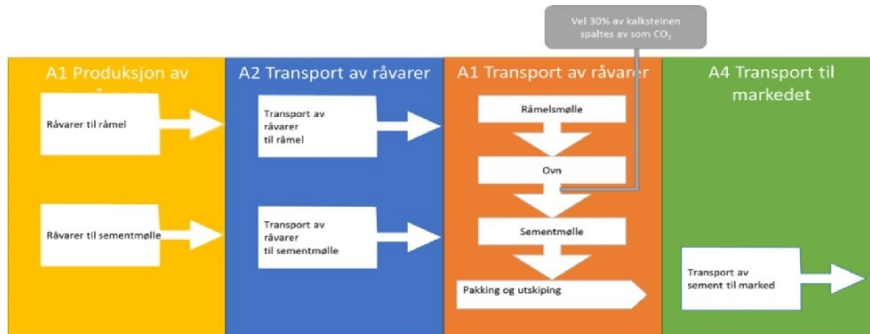 Vel 30% av kalksteinen
spaltes av som CO₂
A1 Produksjon av
A2 Transport av råvarer
A1 Transport av råvarer
A4 Transport til
markedet
Råvarer til råmel
Transport av
råvarer
til råmel
Råmelsmølle
Ovn
Råvarer til sementmølle
Transport av
råvarer
til sementmølle
Sementmølle
Pakking og utskiping
Transport av
sement til marked